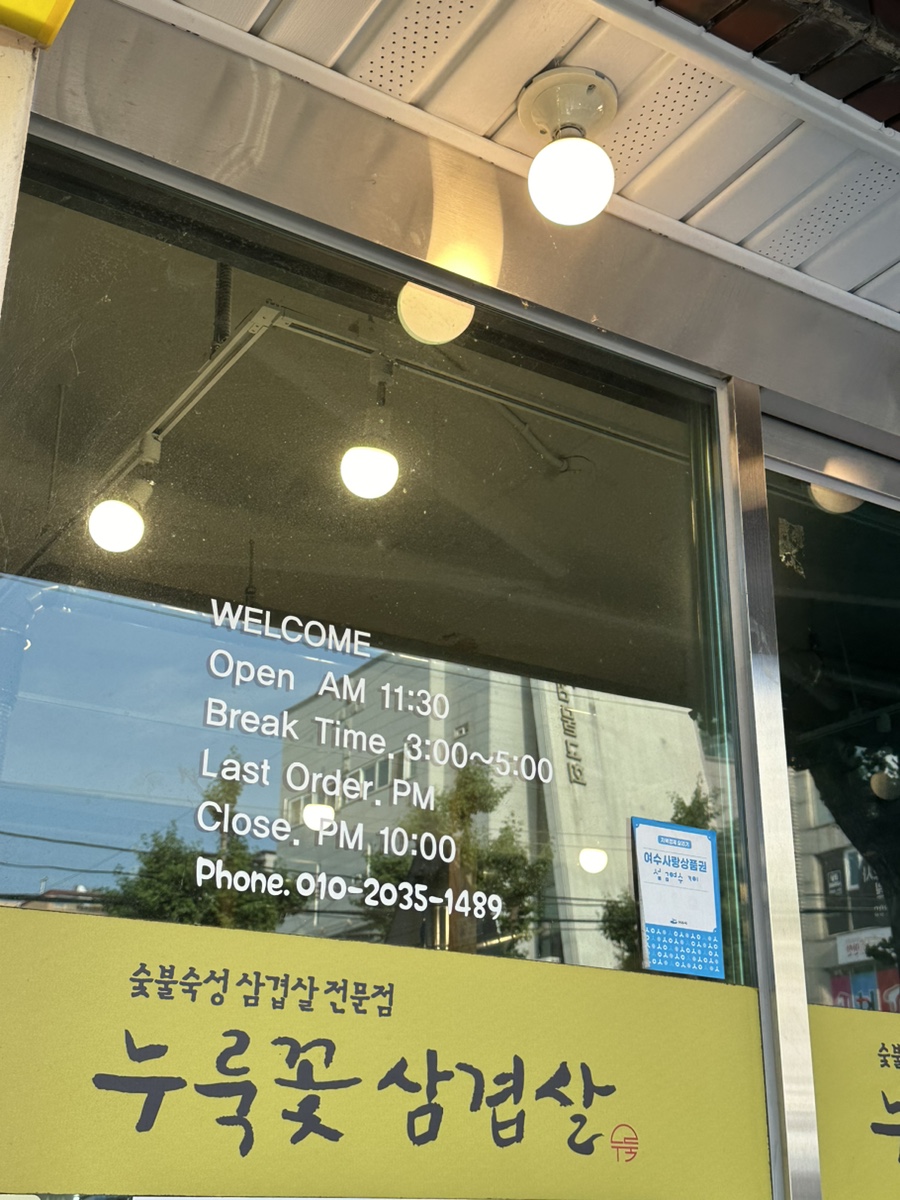 WELCOME
Open AM 11:30
Break Time. 3:00~5:00
Last Order. PM
Close. PM 10:00
Phone. 010-2035-1489
여수사랑상품권
숯불숙성 삼겹살 전문점
누룩꽃 삼겹살